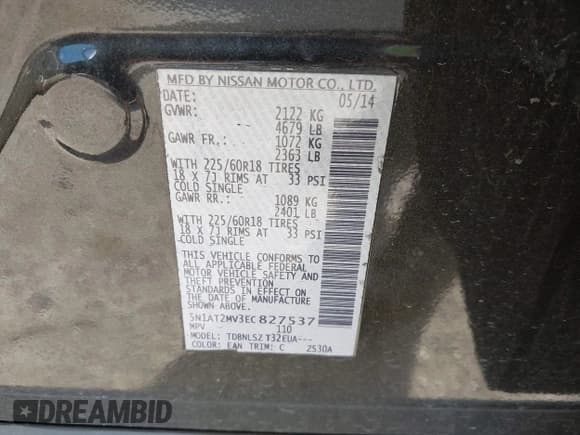 MFD BY NISSAN MOTOR CO., LTD.
DATE: 05/14
GVWR: 2122 KG
4679 LB
GAWR FR.: 1072 KG
2363 LB
WITH 225/60R18 TIRES
18 X 7J RIMS AT 33 PSI
COLD SINGLE
GAWR RR.: 1089 KG
2401 LB
WITH 225/60R18 TIRES
18 X 7J RIMS AT 33 PSI
COLD SINGLE
THIS VEHICLE CONFORMS TO
ALL APPLICABLE FEDERAL
MOTOR VEHICLE SAFETY AND
THEFT PREVENTION
STANDARDS IN EFFECT ON
THE DATE OF MANUFACTURE
SHOWN ABOVE.
5N1AT2MV3EC827537
MPV 110
MODEL: TDBNLSZ T32EUA---
COLOR: EAN TRIM: C 2530A
DREAMBID